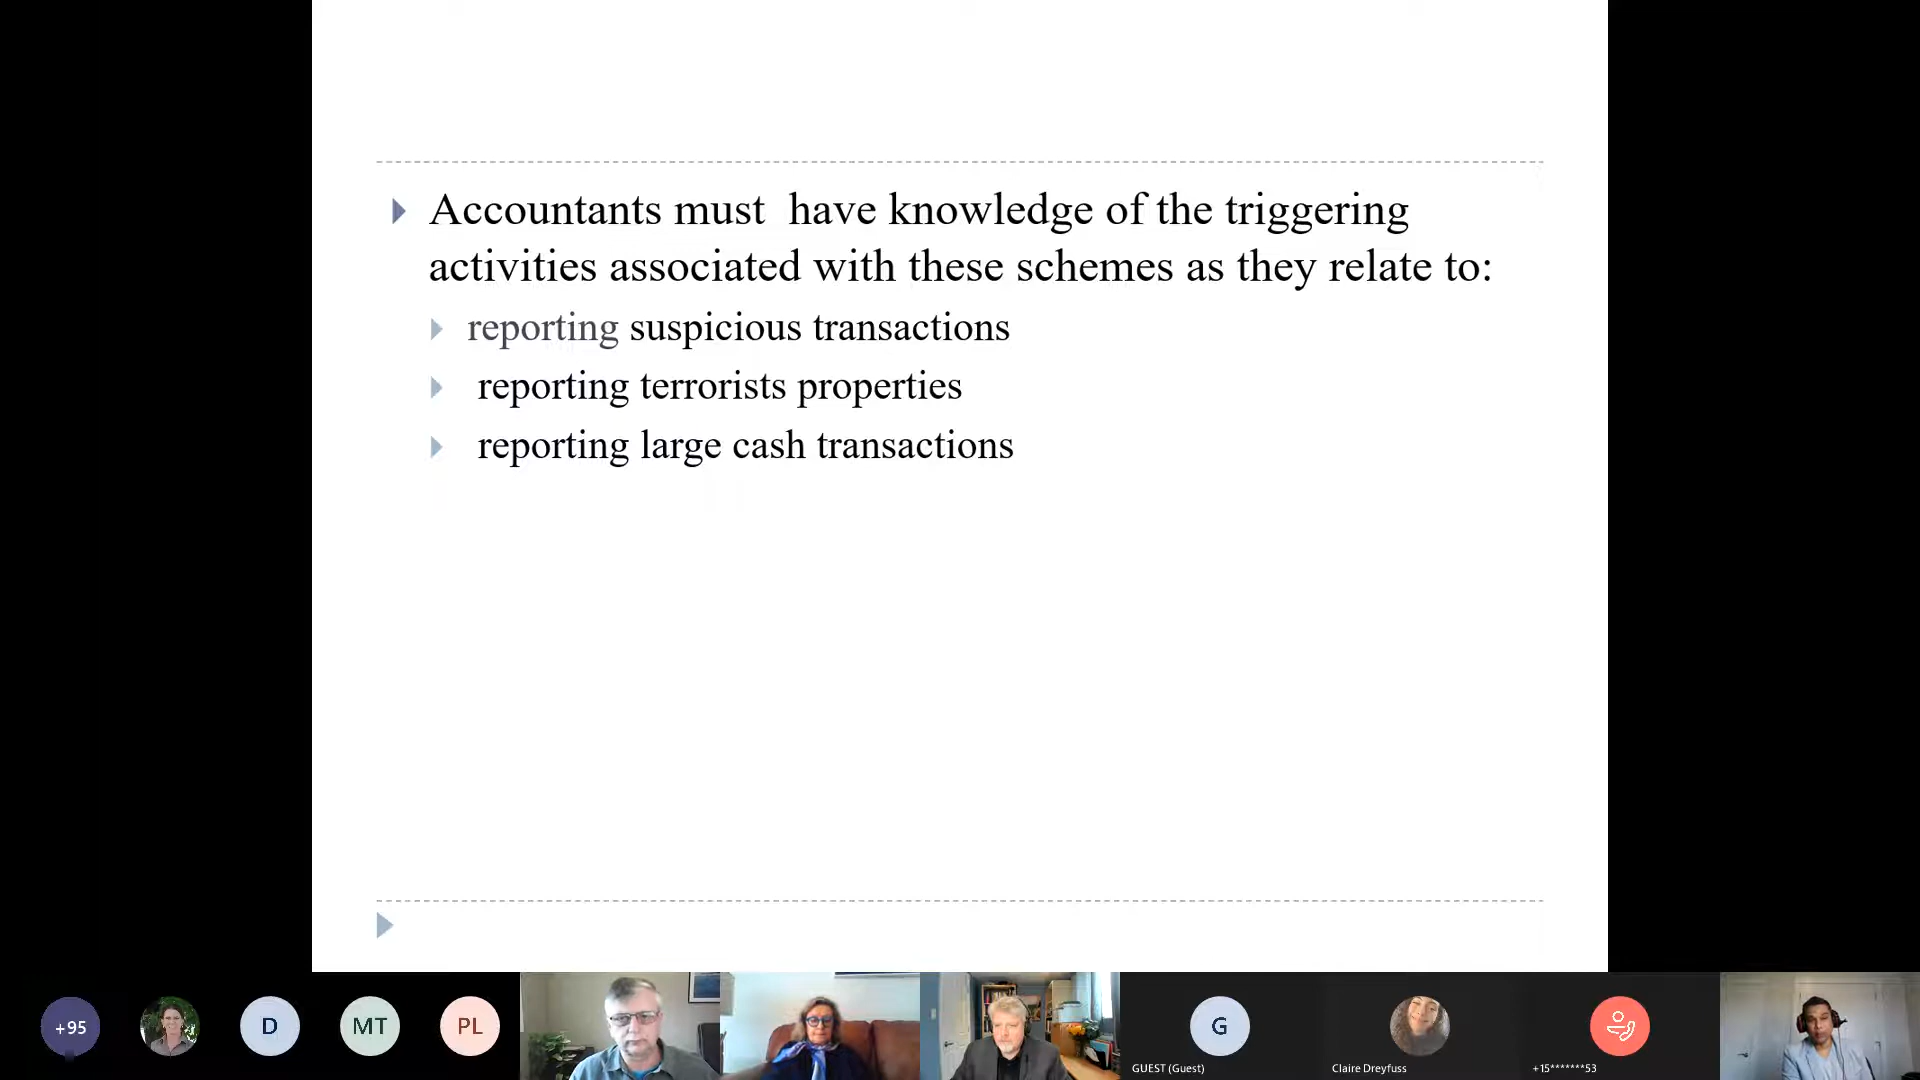 Accountants must  have knowledge of the triggering
activities associated with these schemes as they relate to:
reporting suspicious transactions
reporting terrorists properties
reporting large cash transactions
+95
D
MT
PL
G
GUEST (Guest)
Claire Dreyfuss
+15*******53